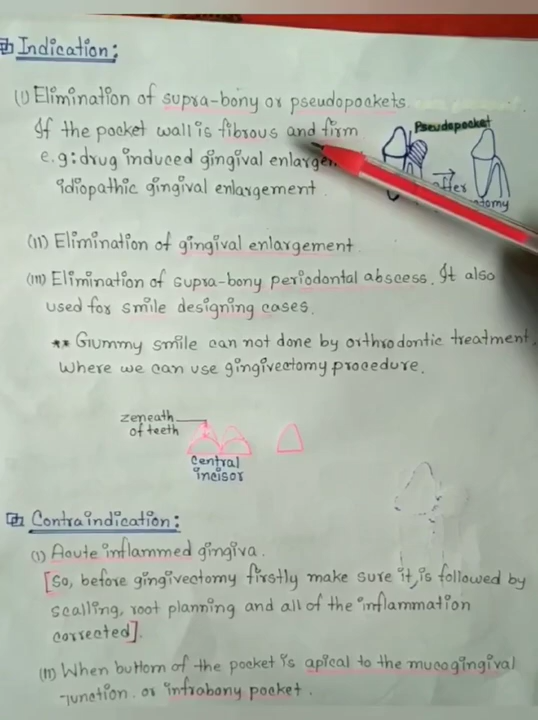 Indication:
(I) Elimination of supra-bony or pseudopockets.
If the pocket wall is fibrous and firm
e.g: drug induced gingival enlarge
idiopathic gingival enlargement.
Pseudopocket
after
tomy
(II) Elimination of gingival enlargement
(III) Elimination of supra-bony periodontal abscess. It also
used for smile designing cases.
** Gummy smile can not done by orthrodontic treatment.
Where we can use gingivectomy procedure.
zeneath
of teeth
central
incisor
Contraindication:
(I) Acute inflammed gingiva.
[So, before gingivectomy firstly make sure it, is followed by
scalling, root planning and all of the inflammation
corrected].
(II) When buttom of the pocket is apical to the mucogingival
junction. or infrabony pocket.